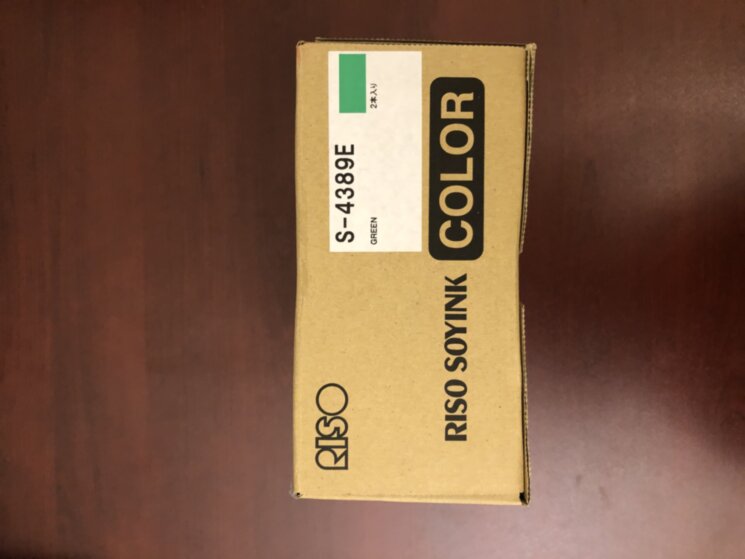 RISO
S-4389E
GREEN
2本入り
RISO SOYINK COLOR